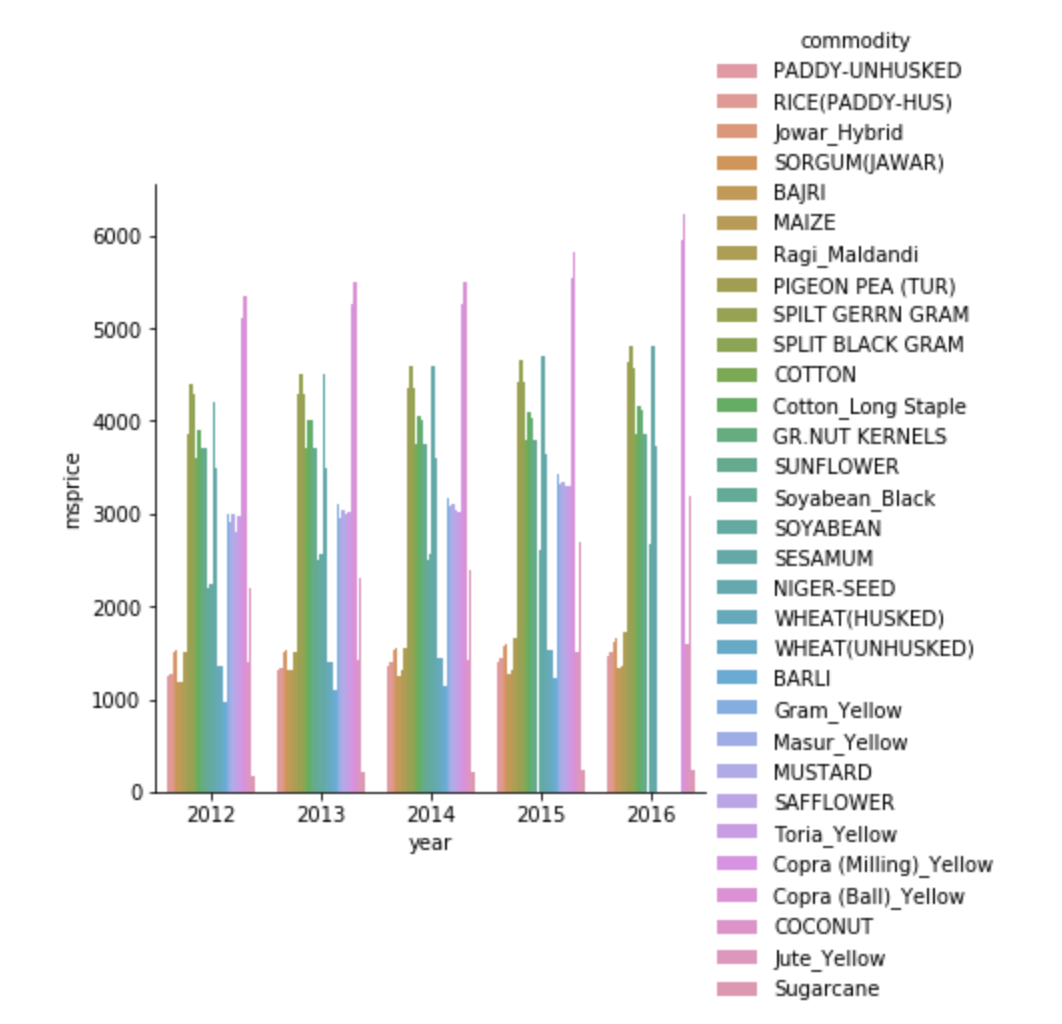 commodity
PADDY-UNHUSKED
RICE(PADDY-HUS)
Jowar_Hybrid
SORGUM(JAWAR)
BAJRI
MAIZE
Ragi_Maldandi
PIGEON PEA (TUR)
SPILT GERRN GRAM
SPLIT BLACK GRAM
COTTON
Cotton_Long Staple
GR.NUT KERNELS
SUNFLOWER
Soyabean_Black
SOYABEAN
SESAMUM
NIGER-SEED
WHEAT(HUSKED)
WHEAT(UNHUSKED)
BARLI
Gram_Yellow
Masur_Yellow
MUSTARD
SAFFLOWER
Toria_Yellow
Copra (Milling)_Yellow
Copra (Ball)_Yellow
COCONUT
Jute_Yellow
Sugarcane
6000
5000
4000
3000
2000
1000
0
msprice
2012 2013 2014 2015 2016
year